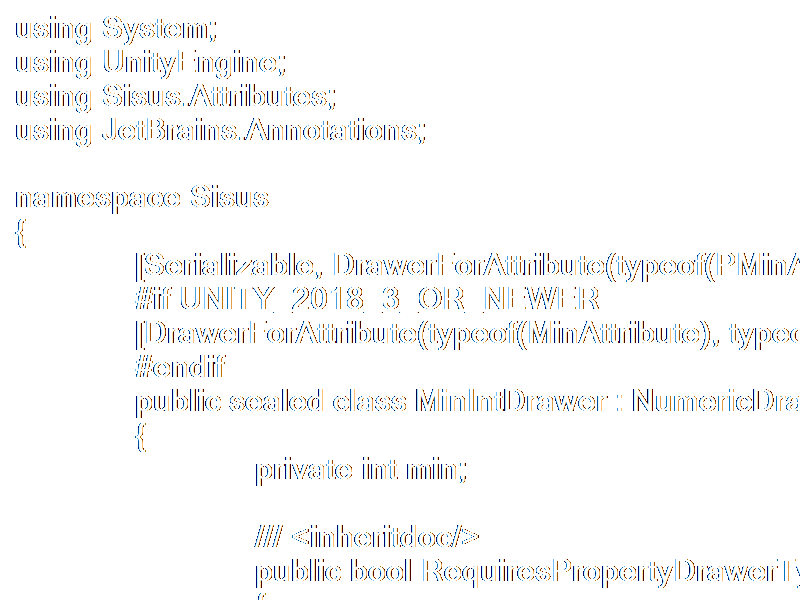 using System;
using UnityEngine;
using Sisus.Attributes;
using JetBrains.Annotations;
namespace Sisus
{
[Serializable, DrawerForAttribute(typeof(PMinA
#if UNITY_2018_3_OR_NEWER
[DrawerForAttribute(typeof(MinAttribute), typeo
#endif
public sealed class MinIntDrawer : NumericDra
{
private int min;
/// <inheritdoc/>
public bool RequiresPropertyDrawerTy
{